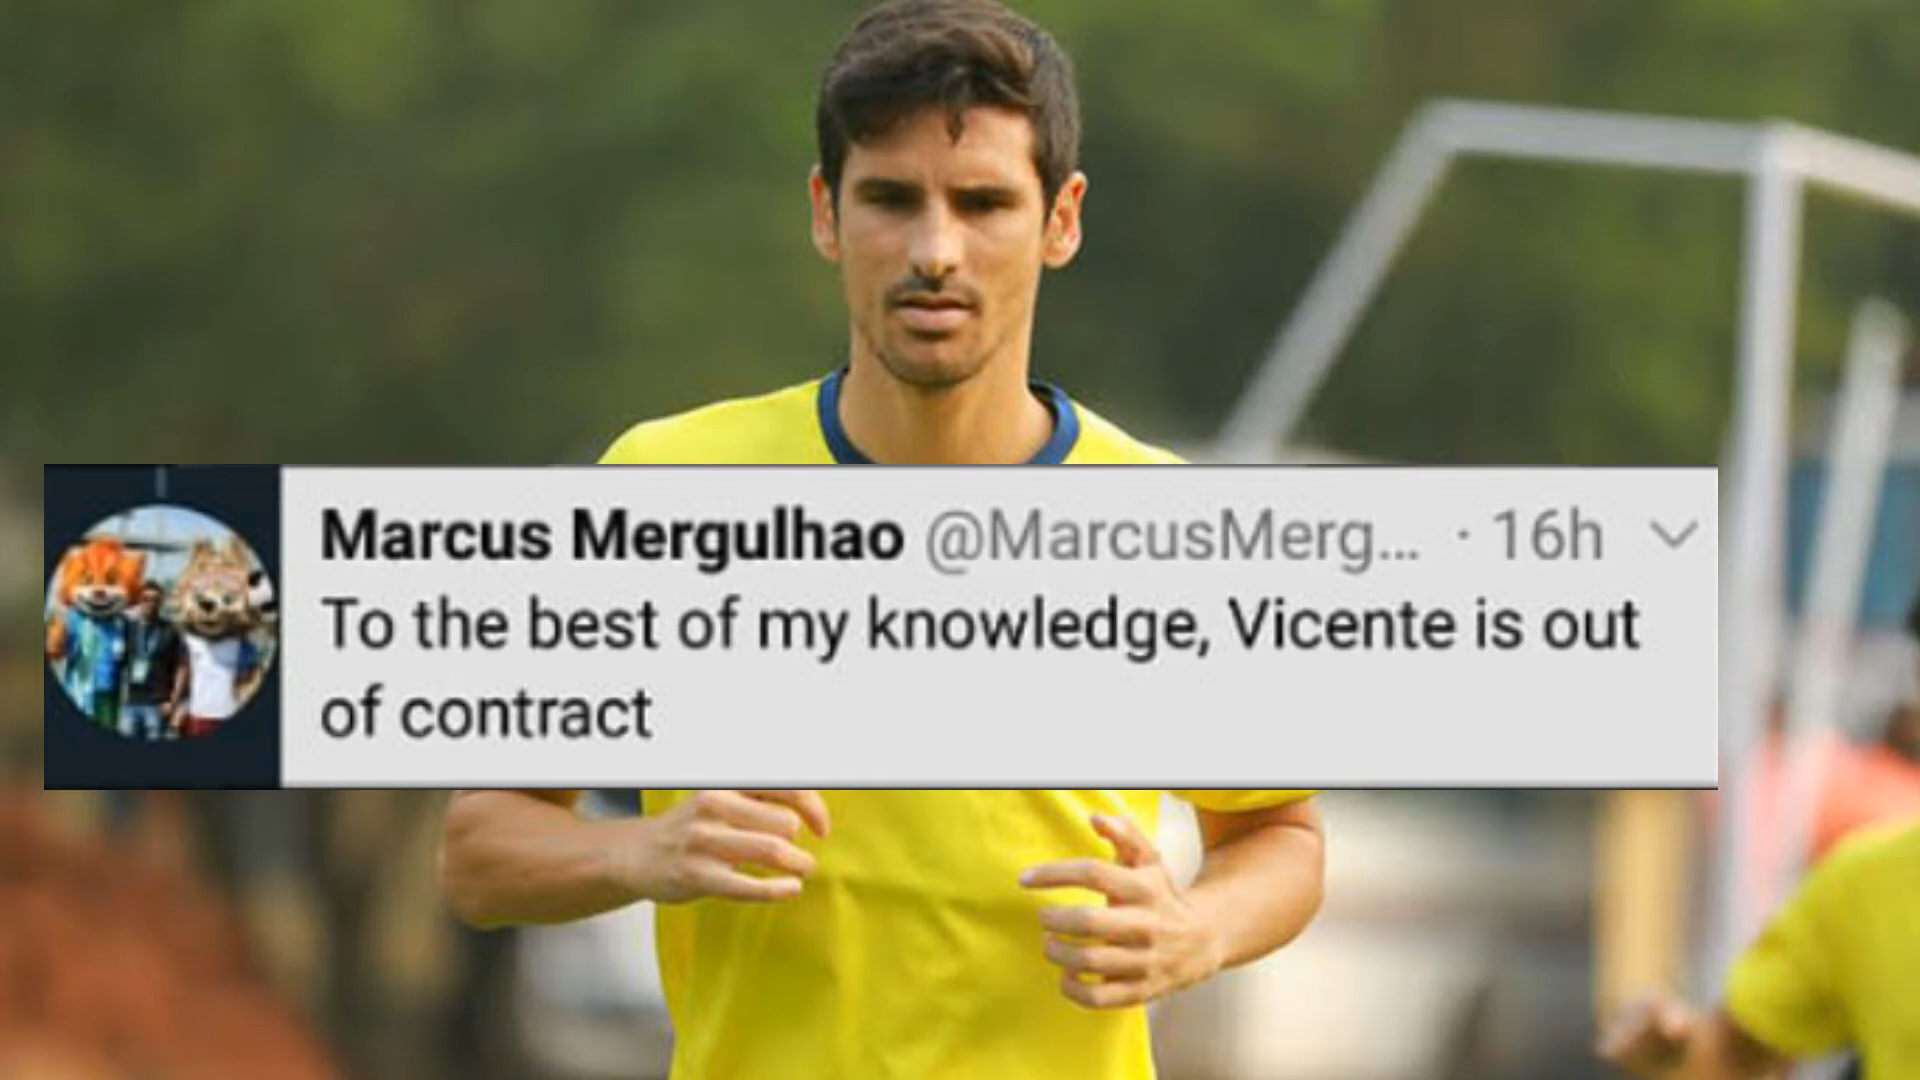 Marcus Mergulhao @MarcusMerg... · 16h
To the best of my knowledge, Vicente is out
of contract